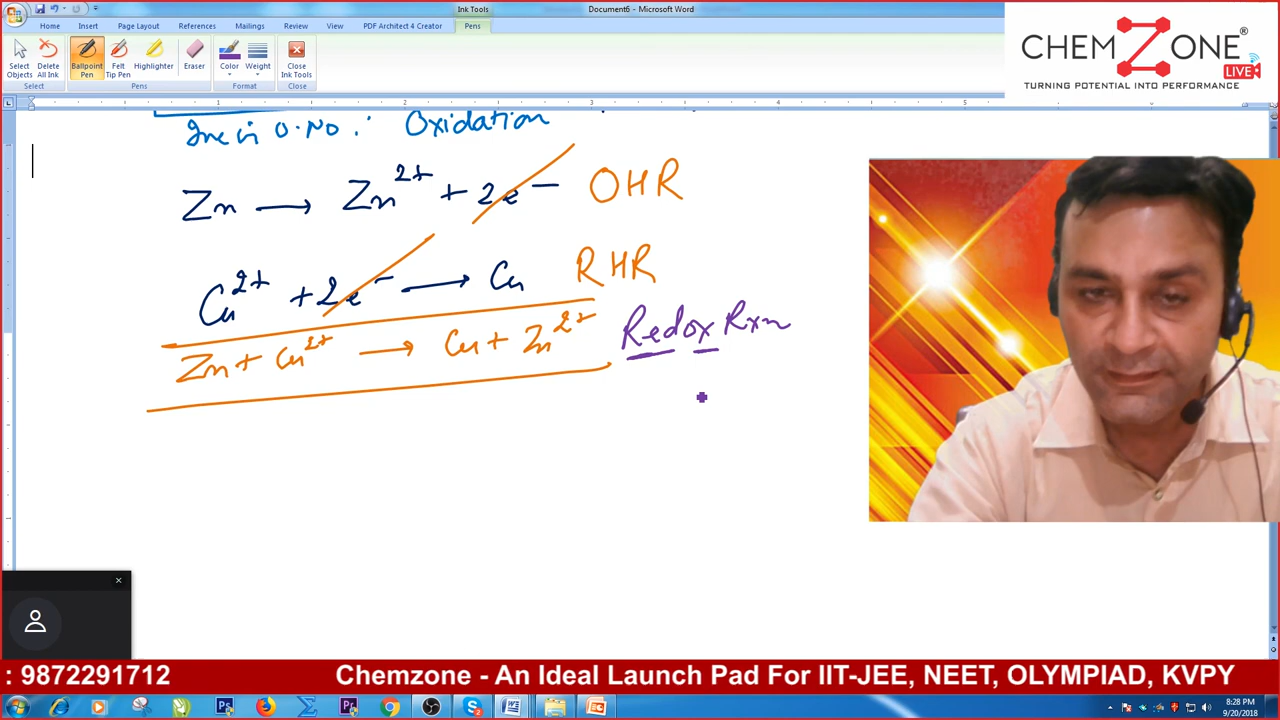 Ink Tools
Document6 - Microsoft Word
Home Insert Page Layout References Mailings Review View PDF Architect 4 Creator Pens
Select Objects
Delete All Ink
Ballpoint Pen
Felt Tip Pen
Highlighter
Eraser
Color
Weight
Close Ink Tools
Select Pens Format Close
CHEMZONE®
LIVE
TURNING POTENTIAL INTO PERFORMANCE
Inc in O.NO. : Oxidation
Zn → Zn²⁺ + 2e⁻ OHR
Cu²⁺ + 2e⁻ → Cu RHR
Zn + Cu²⁺ → Cu + Zn²⁺ Redox Rxn
: 9872291712 Chemzone - An Ideal Launch Pad For IIT-JEE, NEET, OLYMPIAD, KVPY
8:28 PM
9/20/2018